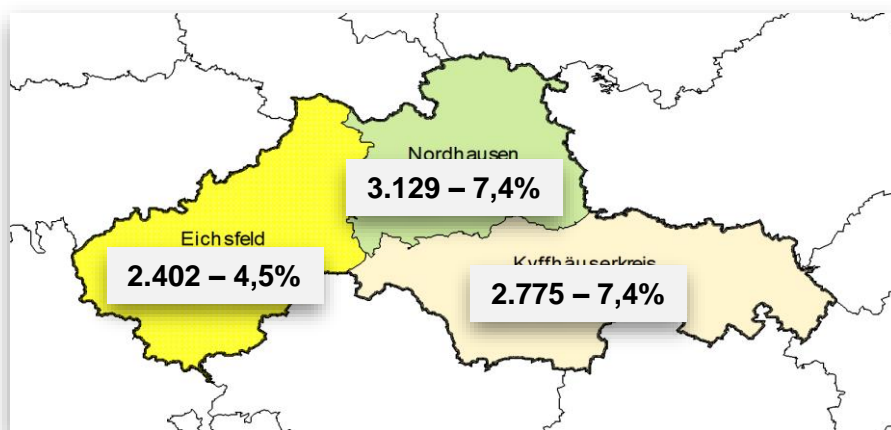 Nordhausen
3.129 – 7,4%
Eichsfeld
2.402 – 4,5%
Kyffhäuserkreis
2.775 – 7,4%